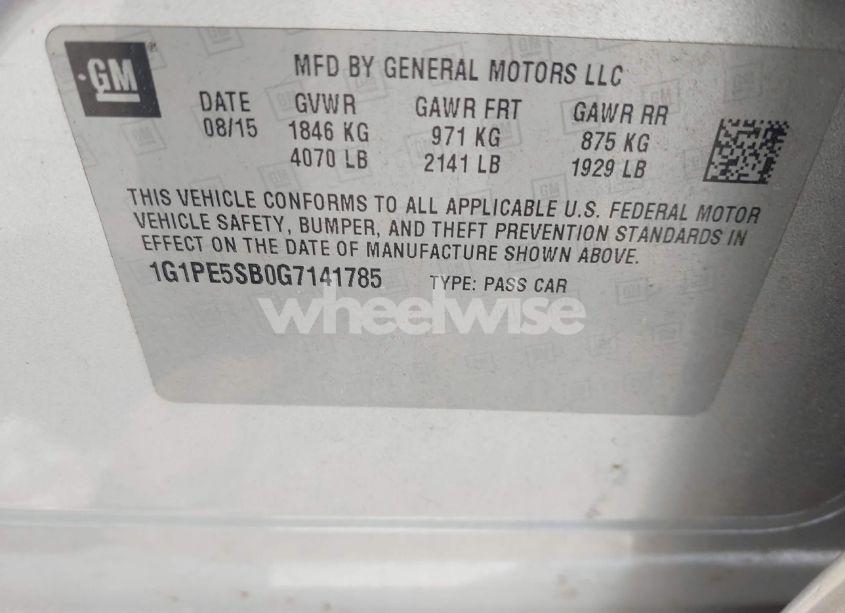 GM
MFD BY GENERAL MOTORS LLC
DATE GVWR GAWR FRT GAWR RR
08/15 1846 KG 971 KG 875 KG
4070 LB 2141 LB 1929 LB
THIS VEHICLE CONFORMS TO ALL APPLICABLE U.S. FEDERAL MOTOR
VEHICLE SAFETY, BUMPER, AND THEFT PREVENTION STANDARDS IN
EFFECT ON THE DATE OF MANUFACTURE SHOWN ABOVE.
1G1PE5SB0G7141785 TYPE: PASS CAR
wheelwise